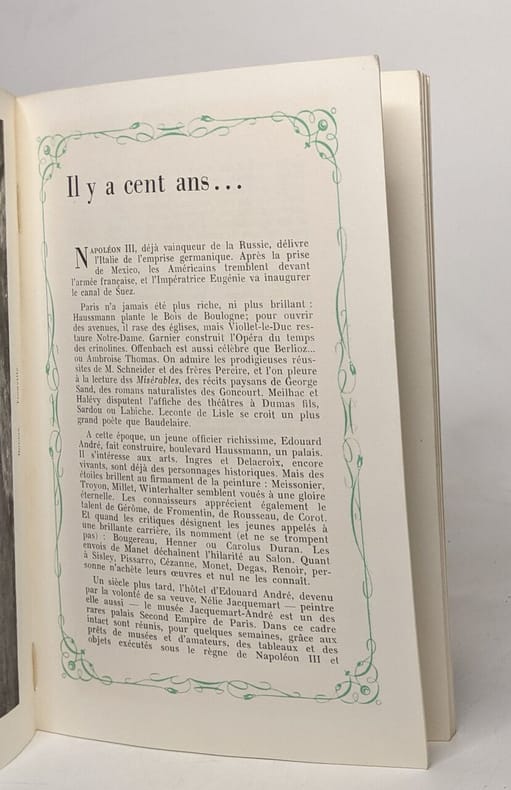 Il y a cent ans...
NAPOLÉON III, déjà vainqueur de la Russie, délivre
l'Italie de l'emprise germanique. Après la prise
de Mexico, les Américains tremblent devant
l'armée française, et l'Impératrice Eugénie va inaugurer
le canal de Suez.
Paris n'a jamais été plus riche, ni plus brillant :
Haussmann plante le Bois de Boulogne; pour ouvrir
des avenues, il rase des églises, mais Viollet-le-Duc res-
taure Notre-Dame. Garnier construit l'Opéra du temps
des crinolines. Offenbach est aussi célèbre que Berlioz...
ou Ambroise Thomas. On admire les prodigieuses réus-
sites de M. Schneider et des frères Pereire, et l'on pleure
à la lecture dss Misérables, des récits paysans de George
Sand, des romans naturalistes des Goncourt. Meilhac et
Halévy disputent l'affiche des théâtres à Dumas fils,
Sardou ou Labiche. Leconte de Lisle se croit un plus
grand poète que Baudelaire.
A cette époque, un jeune officier richissime, Edouard
André, fait construire, boulevard Haussmann, un palais.
Il s'intéresse aux arts. Ingres et Delacroix, encore
vivants, sont déjà des personnages historiques. Mais des
étoiles brillent au firmament de la peinture : Meissonier,
Troyon, Millet, Winterhalter semblent voués à une gloire
éternelle. Les connaisseurs apprécient également le
talent de Gérôme, de Fromentin, de Rousseau, de Corot.
Et quand les critiques désignent les jeunes appelés à
une brillante carrière, ils nomment (et ne se trompent
pas) : Bougereau, Henner ou Carolus Duran. Les
envois de Manet déchaînent l'hilarité au Salon. Quant
à Sisley, Pissarro, Cézanne, Monet, Degas, Renoir, per-
sonne n'achète leurs œuvres et nul ne les connaît.
Un siècle plus tard, l'hôtel d'Edouard André, devenu
par la volonté de sa veuve, Nélie Jacquemart — peintre
elle aussi — le musée Jacquemart-André est un des
rares palais Second Empire de Paris. Dans ce cadre
intact sont réunis, pour quelques semaines, grâce aux
prêts de musées et d'amateurs, des tableaux et des
objets exécutés sous le règne de Napoléon III et